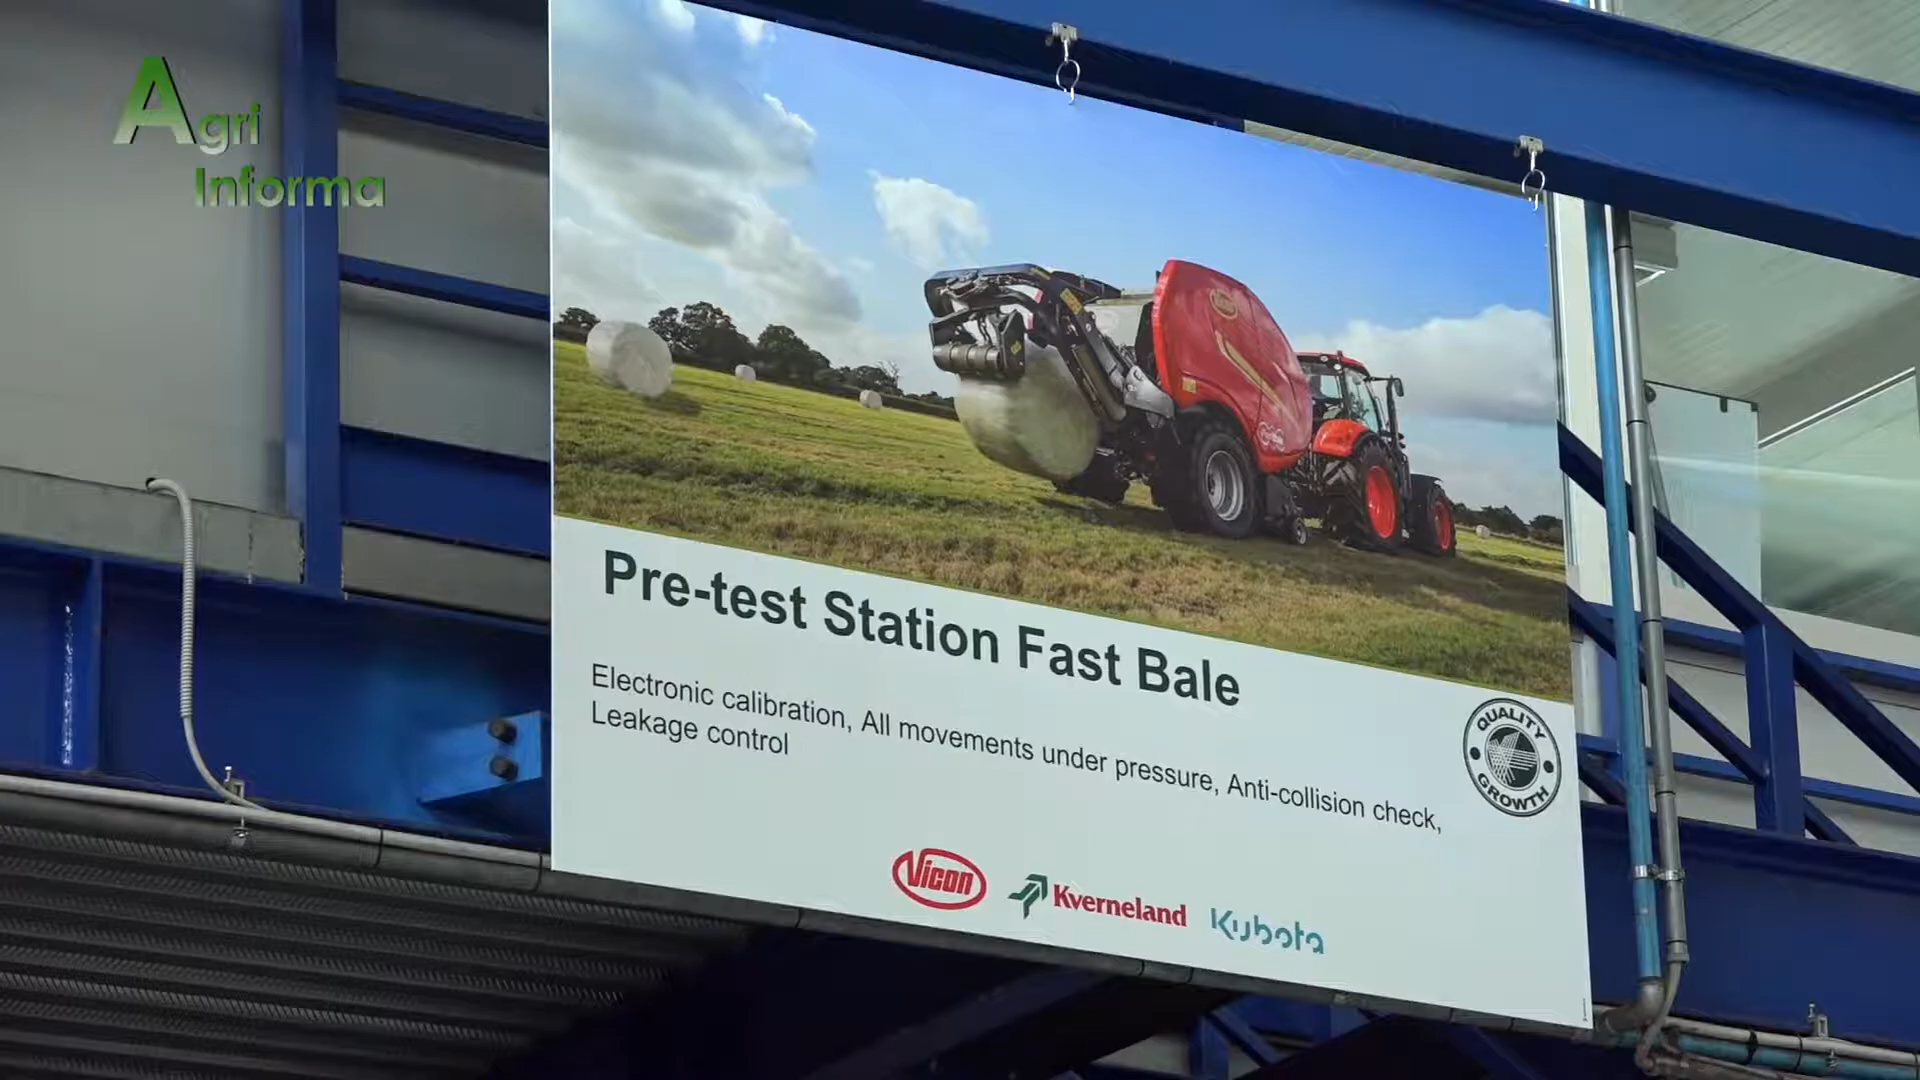 Agri
Informa
Pre-test Station Fast Bale
Electronic calibration, All movements under pressure, Anti-collision check,
Leakage control
QUALITY
GROWTH
Vicon
Kverneland
Kubota